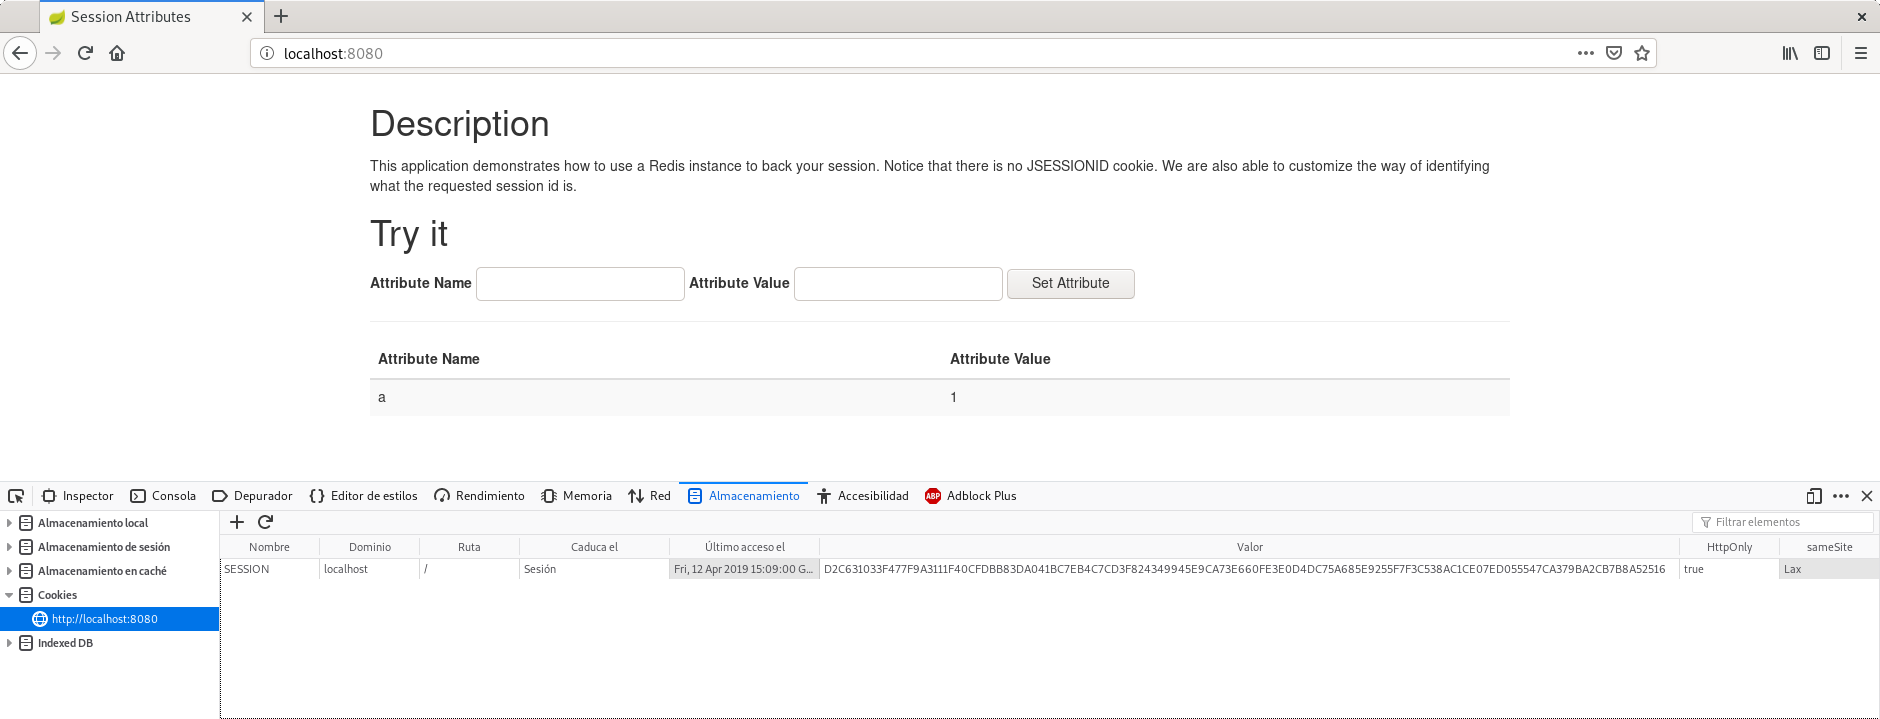 Session Attributes
localhost:8080
Description
This application demonstrates how to use a Redis instance to back your session. Notice that there is no JSESSIONID cookie. We are also able to customize the way of identifying
what the requested session id is.
Try it
Attribute Name Attribute Value Set Attribute
Attribute Name Attribute Value
a 1
Inspector Consola Depurador Editor de estilos Rendimiento Memoria Red Almacenamiento Accesibilidad ABP Adblock Plus
Almacenamiento local
Almacenamiento de sesión
Almacenamiento en caché
Cookies
http://localhost:8080
Indexed DB
Filtrar elementos
Nombre Dominio Ruta Caduca el Último acceso el Valor HttpOnly sameSite
SESSION localhost / Sesión Fri, 12 Apr 2019 15:09:00 G... D2C631033F477F9A3111F40CFDBB83DA041BC7EB4C7CD3F824349945E9CA73E660FE3E0D4DC75A685E9255F7F3C538AC1CE07ED055547CA379BA2CB7B8A52516 true Lax